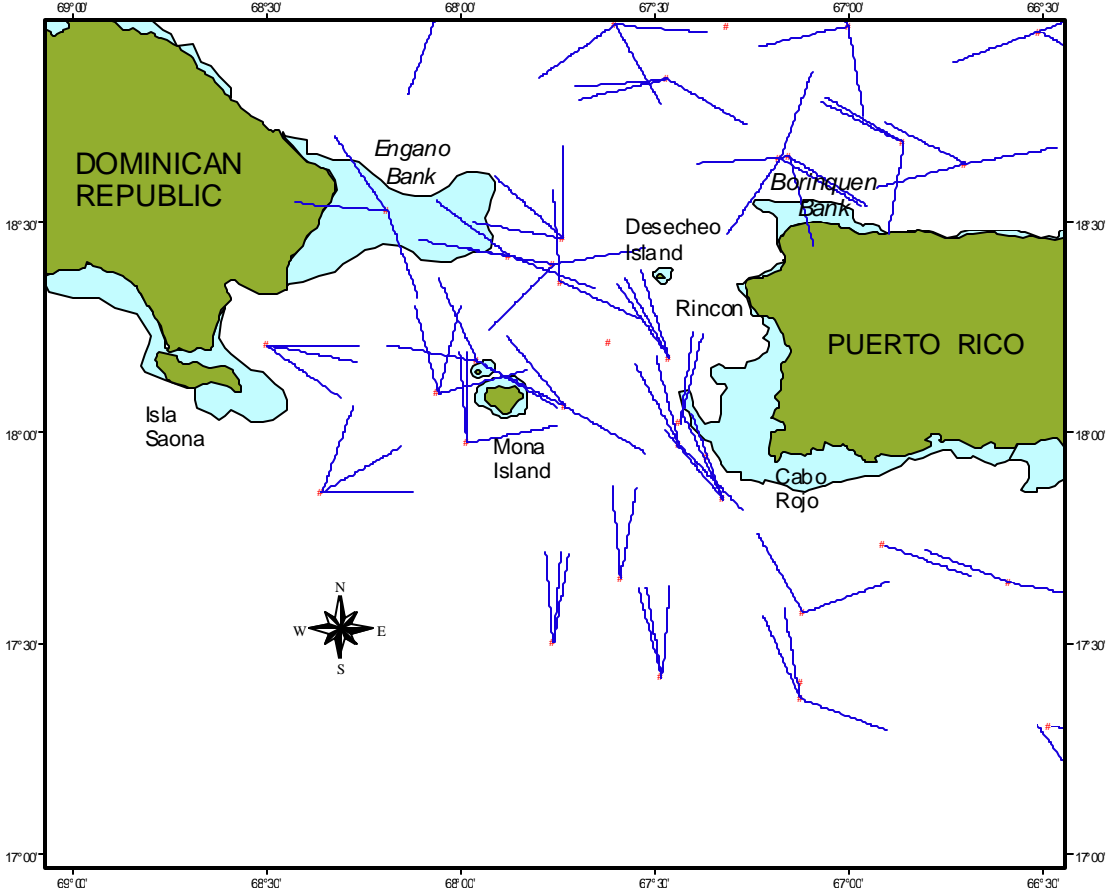 69°00' 68°30' 68°00' 67°30' 67°00' 66°30'
Engano
Bank
DOMINICAN
REPUBLIC
Borinquen
Bank
18°30' 18°30'
Desecheo
Island
Rincon
PUERTO RICO
Isla
Saona
18°00' 18°00'
Mona
Island
Cabo
Rojo
N
W E
S
17°30' 17°30'
17°00' 17°00'
69°00' 68°30' 68°00' 67°30' 67°00' 66°30'